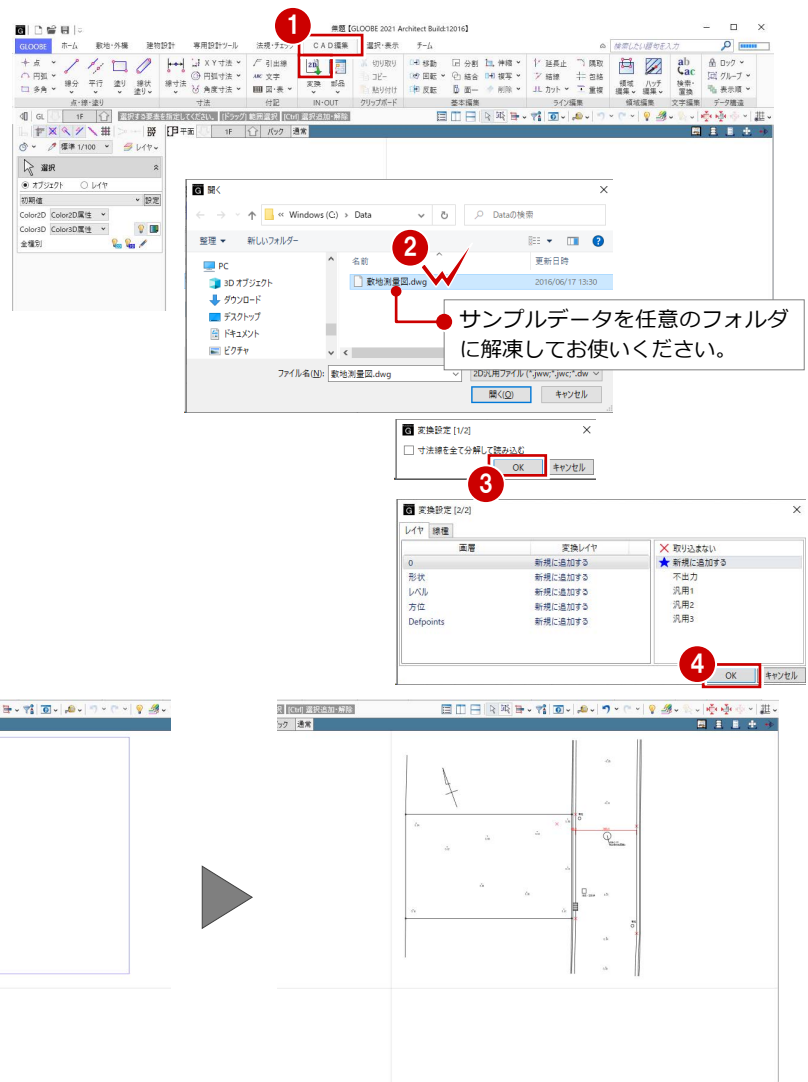 1
無題【GLOOBE 2021 Architect Build:12016】
GLOOBE ホーム 敷地・外構 建物設計 専用設計ツール 法規・チェック CAD編集 選択・表示 チーム 検索したい語句を入力
点 線分 平行 塗り 線状塗り 線寸法 XY寸法 引出線 変換 部品 切り取り 移動 分割 伸縮 延長止 隅取 領域編集 ハッチ編集 検索・置換 ロック
円弧 円弧寸法 文字 コピー 回転 結合 複写 結線 包絡 グループ
多角 角度寸法 図・表 貼り付け 反転 面一 削除 カット 重複 表示順
点・線・塗り 寸法 付記 IN・OUT クリップボード 基本編集 ライン編集 領域編集 文字編集 データ構造
GL 1F 選択する要素を指定してください。 [ドラッグ] 範囲選択 [Ctrl] 選択追加・解除
平面 1F バック 通常
標準 1/100 レイヤ
選択
オブジェクト レイヤ
初期値 設定
Color2D Color2D属性
Color3D Color3D属性
全種別
開く
« Windows (C:) › Data Dataの検索
整理 新しいフォルダー
2
PC
3D オブジェクト
ダウンロード
デスクトップ
ドキュメント
ピクチャ
名前 更新日時
敷地測量図.dwg 2016/06/17 13:30
サンプルデータを任意のフォルダ
に解凍してお使いください。
ファイル名(N): 敷地測量図.dwg 2D汎用ファイル (*.jww;*.jwc;*.dw
開く(O) キャンセル
変換設定 [1/2]
寸法線を全て分解して読み込む
OK キャンセル
3
変換設定 [2/2]
レイヤ 線種
画層 変換レイヤ
0 新規に追加する
形状 新規に追加する
レベル 新規に追加する
方位 新規に追加する
Defpoints 新規に追加する
取り込まない
新規に追加する
不出力
汎用1
汎用2
汎用3
4
OK キャンセル
[Ctrl] 選択追加・解除
ック 通常